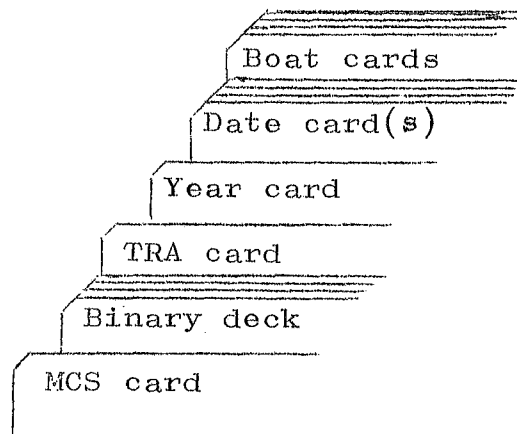 Boat cards
Date card(s)
Year card
TRA card
Binary deck
MCS card